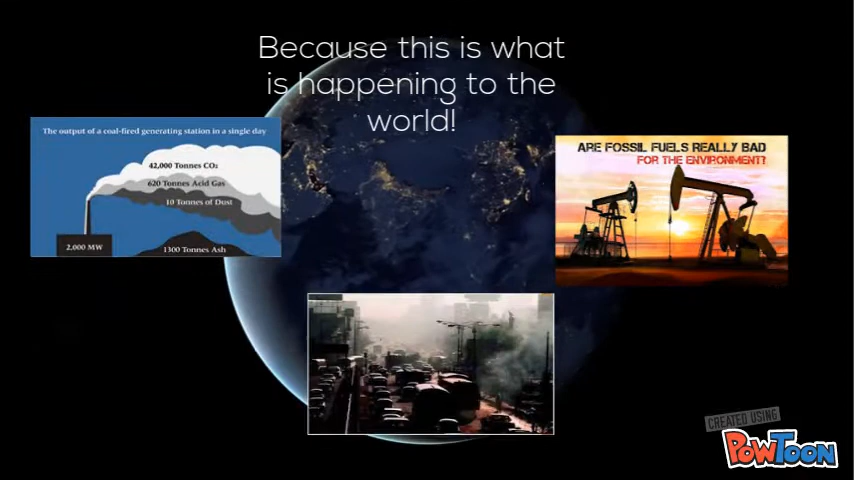 Because this is what
is happening to the
world!
The output of a coal-fired generating station in a single day
42,000 Tonnes CO₂
620 Tonnes Acid Gas
10 Tonnes of Dust
2,000 MW
1300 Tonnes Ash
ARE FOSSIL FUELS REALLY BAD
FOR THE ENVIRONMENT?
CREATED USING
POWTOON